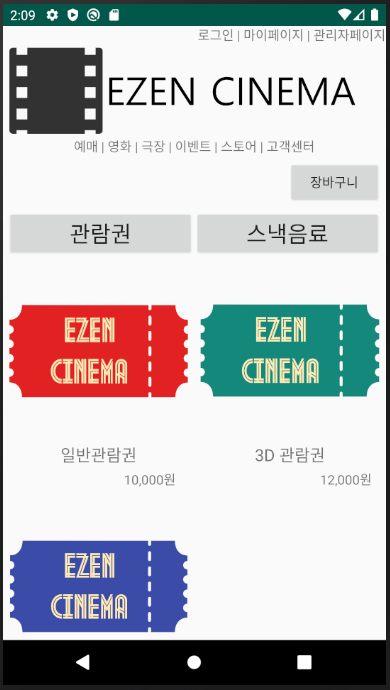 2:09
로그인 | 마이페이지 | 관리자페이지
EZEN CINEMA
예매 | 영화 | 극장 | 이벤트 | 스토어 | 고객센터
장바구니
관람권 스낵음료
EZEN CINEMA
EZEN CINEMA
일반관람권 3D 관람권
10,000원 12,000원
EZEN CINEMA